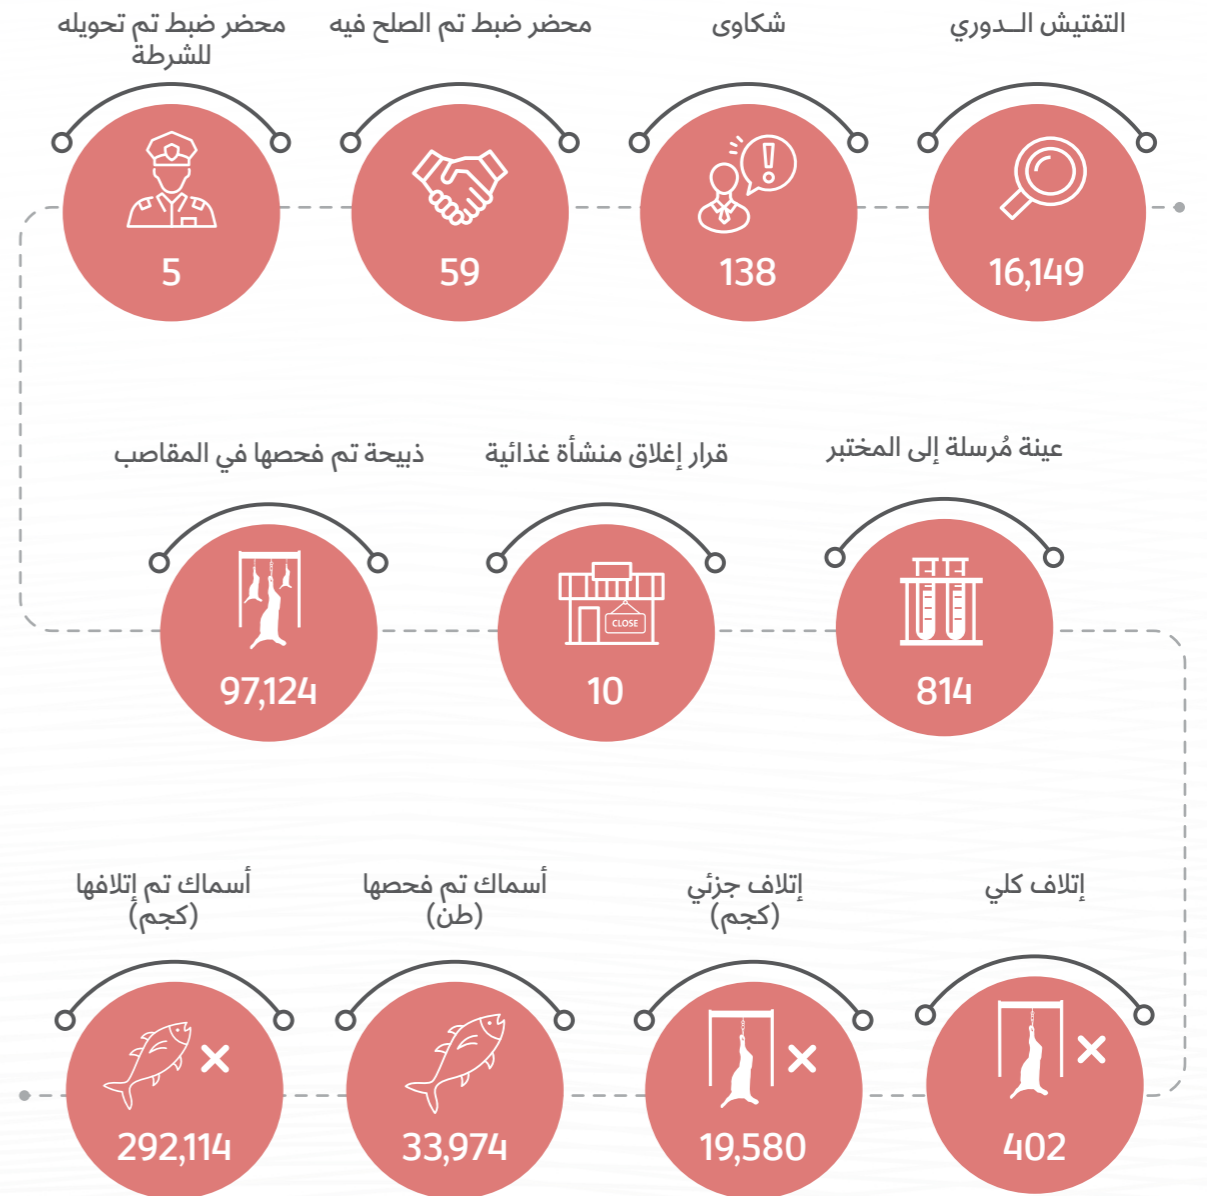 التفتيش الــدوري
16,149
شكاوى
138
محضر ضبط تم الصلح فيه
59
محضر ضبط تم تحويله
للشرطة
5
عينة مُرسلة إلى المختبر
814
قرار إغلاق منشأة غذائية
CLOSE
10
ذبيحة تم فحصها في المقاصب
97,124
إتلاف كلي
402
إتلاف جزئي
(كجم)
19,580
أسماك تم فحصها
(طن)
33,974
أسماك تم إتلافها
(كجم)
292,114